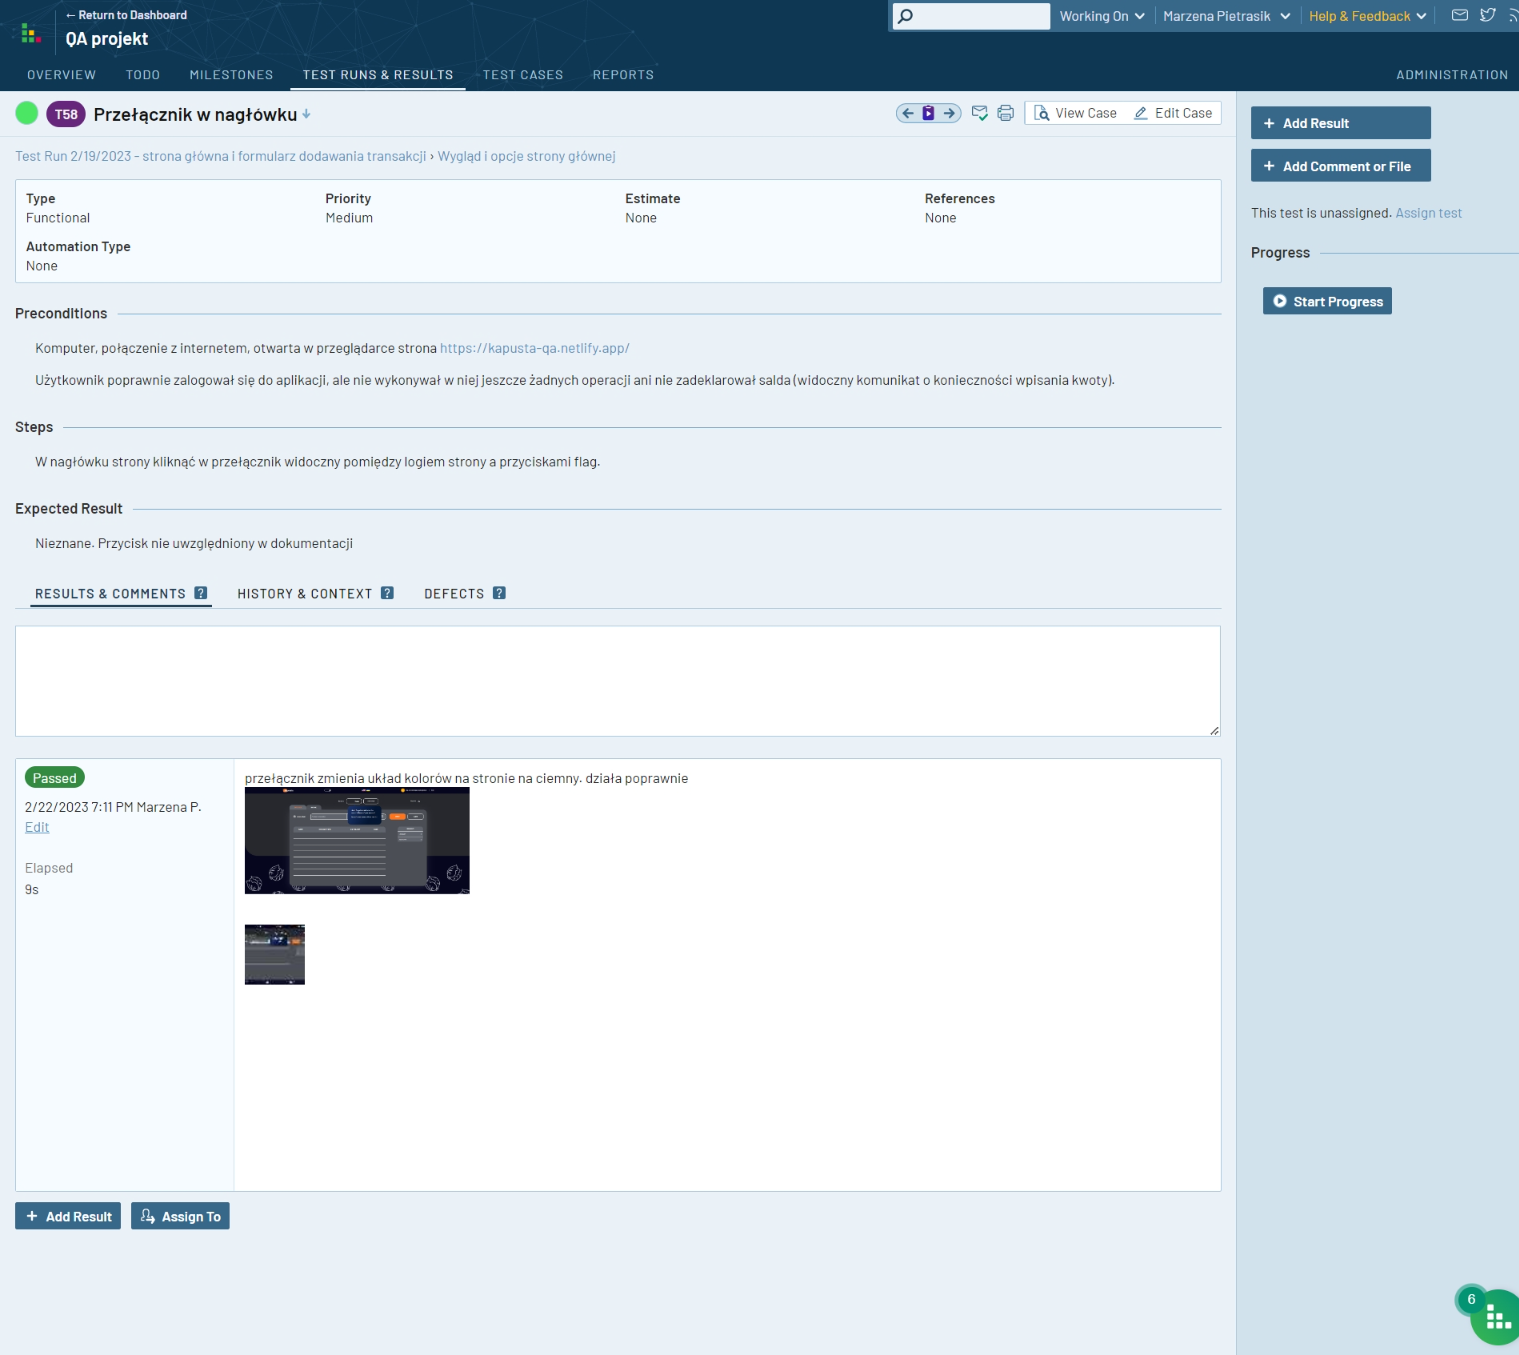 ← Return to Dashboard
QA projekt
Working On
Marzena Pietrasik
Help & Feedback
OVERVIEW TODO MILESTONES TEST RUNS & RESULTS TEST CASES REPORTS ADMINISTRATION
T58 Przełącznik w nagłówku
View Case Edit Case
Test Run 2/19/2023 - strona główna i formularz dodawania transakcji › Wygląd i opcje strony głównej
Type Priority Estimate References
Functional Medium None None
Automation Type
None
Preconditions
Komputer, połączenie z internetem, otwarta w przeglądarce strona https://kapusta-qa.netlify.app/
Użytkownik poprawnie zalogował się do aplikacji, ale nie wykonywał w niej jeszcze żadnych operacji ani nie zadeklarował salda (widoczny komunikat o konieczności wpisania kwoty).
Steps
W nagłówku strony kliknąć w przełącznik widoczny pomiędzy logiem strony a przyciskami flag.
Expected Result
Nieznane. Przycisk nie uwzględniony w dokumentacji
RESULTS & COMMENTS ? HISTORY & CONTEXT ? DEFECTS ?
Passed
2/22/2023 7:11 PM Marzena P.
Edit
Elapsed
9s
przełącznik zmienia układ kolorów na stronie na ciemny. działa poprawnie
+ Add Result
Assign To
+ Add Result
+ Add Comment or File
This test is unassigned. Assign test
Progress
Start Progress
6